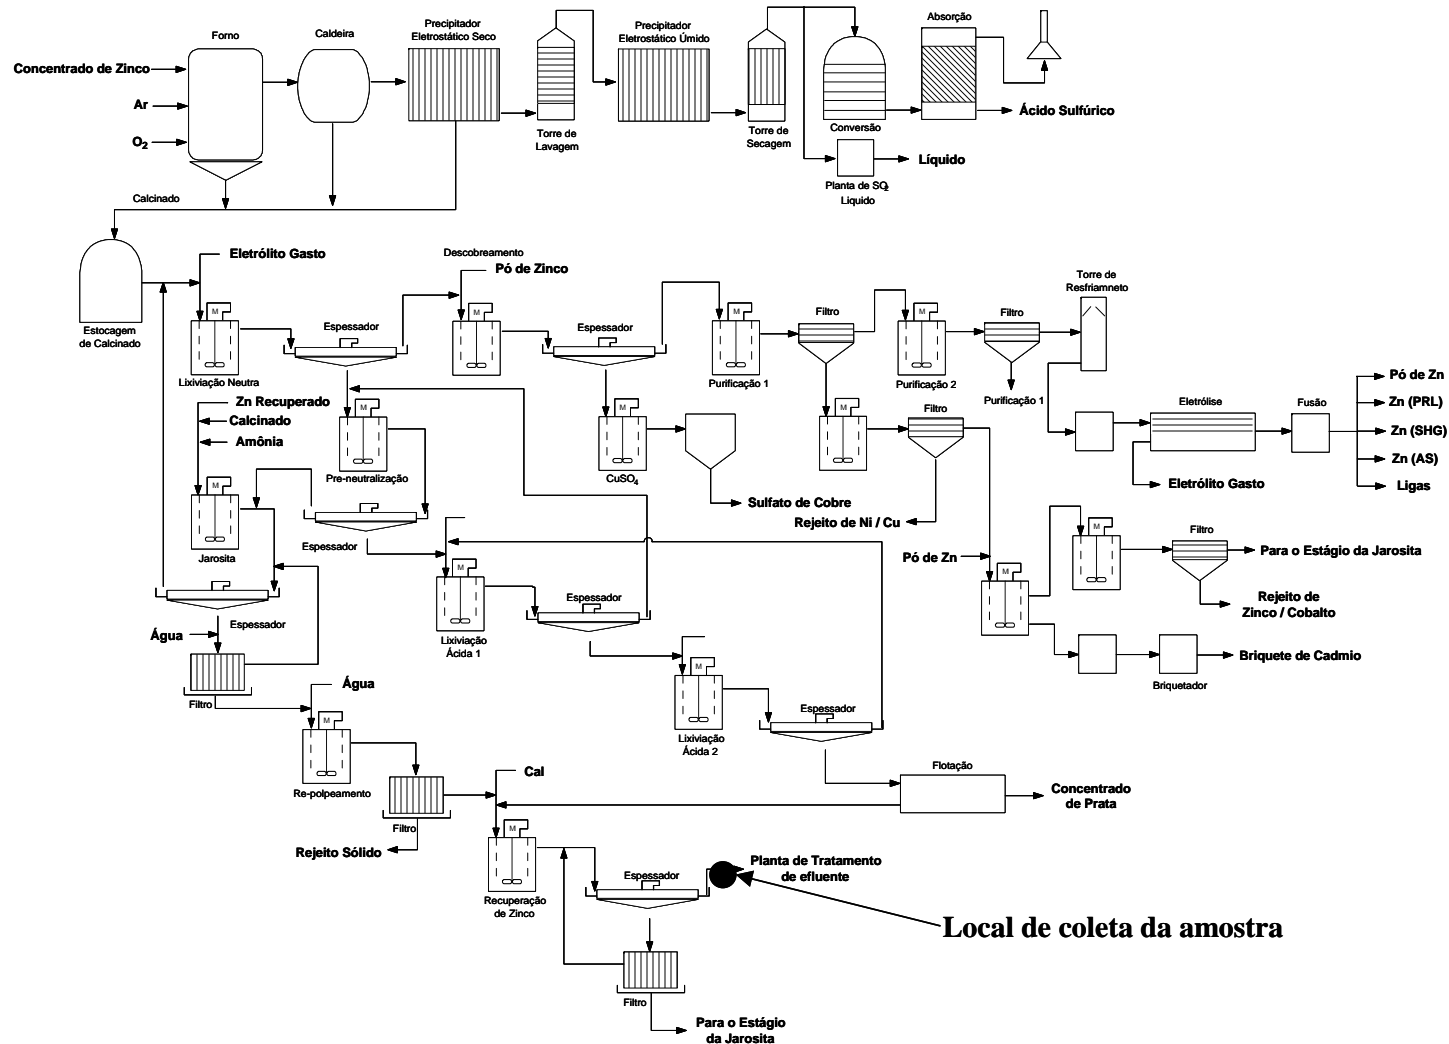 Forno
Caldeira
Precipitador
Eletrostático Seco
Precipitador
Eletrostático Úmido
Absorção
Concentrado de Zinco
Ar
O2
Torre de
Lavagem
Torre de
Secagem
Conversão
Ácido Sulfúrico
Líquido
Planta de SO2
Liquido
Calcinado
Eletrólito Gasto
Descobreamento
Pó de Zinco
Torre de
Resfriamneto
Estocagem
de Calcinado
M
Espessador
M
Espessador
M
Filtro
M
Filtro
Lixiviação Neutra
Purificação 1
Purificação 2
Purificação 1
Zn Recuperado
Calcinado
Amônia
M
Pre-neutralização
M
CuSO4
M
Filtro
Eletrólise
Fusão
Pó de Zn
Zn (PRL)
Zn (SHG)
Zn (AS)
Ligas
Eletrólito Gasto
Sulfato de Cobre
Rejeito de Ni / Cu
M
Jarosita
Espessador
M
Filtro
Para o Estágio da Jarosita
Pó de Zn
M
Rejeito de
Zinco / Cobalto
M
Espessador
Lixiviação
Ácida 1
Espessador
Água
Filtro
Briquete de Cadmio
Briquetador
Água
M
Re-polpeamento
M
Lixiviação
Ácida 2
Espessador
Flotação
Concentrado
de Prata
Cal
Filtro
Rejeito Sólido
M
Recuperação
de Zinco
Espessador
Planta de Tratamento
de efluente
Local de coleta da amostra
Filtro
Para o Estágio
da Jarosita